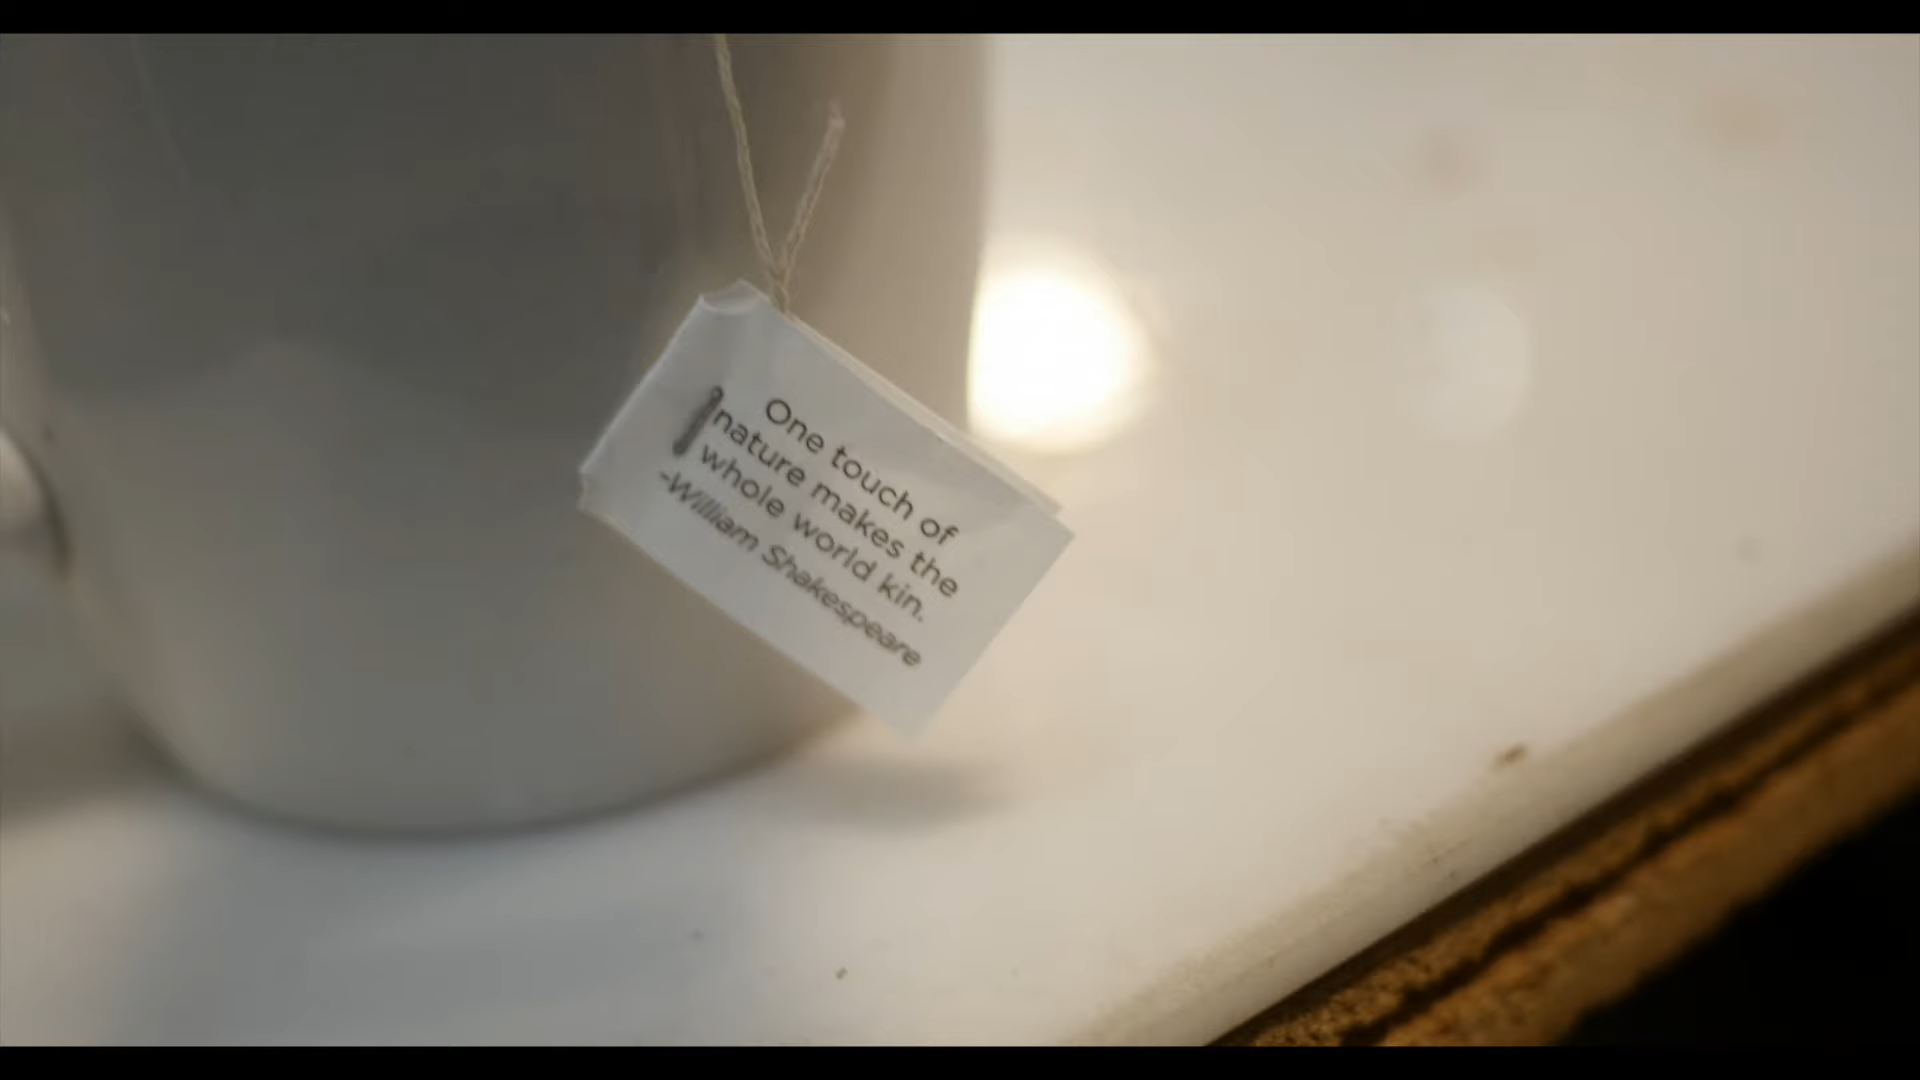 One touch of
nature makes the
whole world kin.
-William Shakespeare